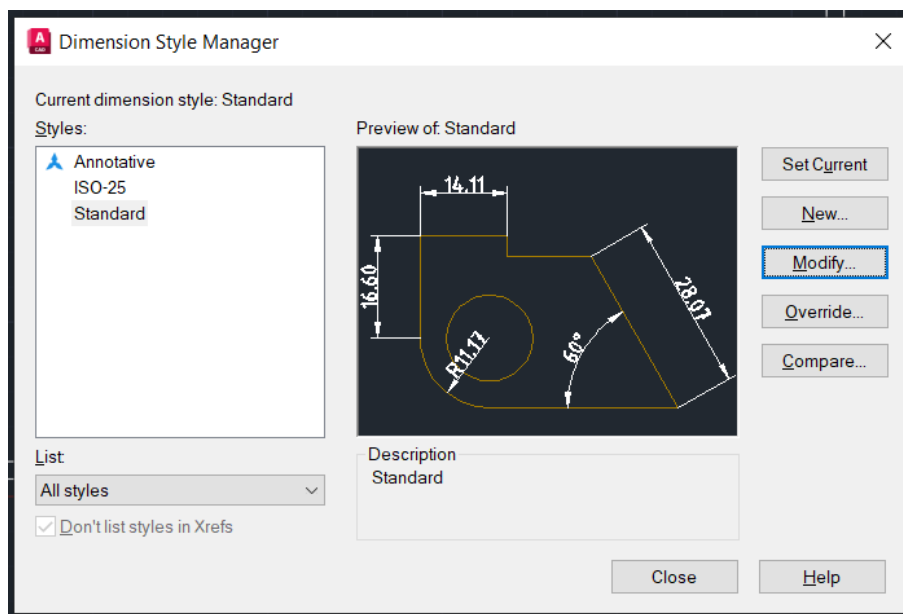 A
CAD
Dimension Style Manager
Current dimension style: Standard
Styles:
Annotative
ISO-25
Standard
Preview of: Standard
14.11
16.60
R11.17
60°
28.07
Set Current
New...
Modify...
Override...
Compare...
List:
All styles
Don't list styles in Xrefs
Description
Standard
Close
Help